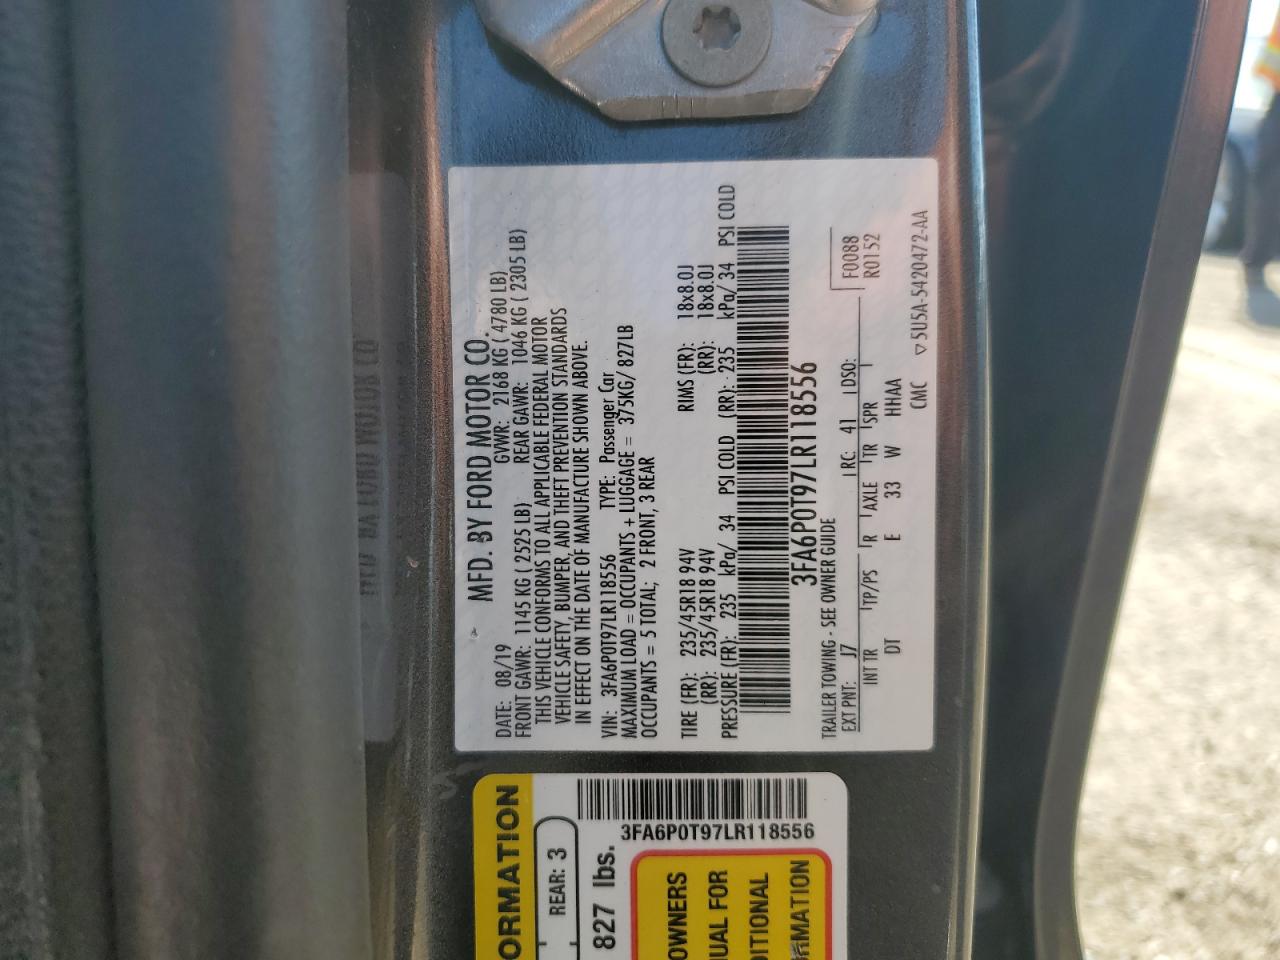 MFD. BY FORD MOTOR CO.
DATE: 08/19 GVWR: 2168 KG ( 4780 LB)
FRONT GAWR: 1145 KG ( 2525 LB) REAR GAWR: 1046 KG ( 2305 LB)
THIS VEHICLE CONFORMS TO ALL APPLICABLE FEDERAL MOTOR
VEHICLE SAFETY, BUMPER, AND THEFT PREVENTION STANDARDS
IN EFFECT ON THE DATE OF MANUFACTURE SHOWN ABOVE.
VIN: 3FA6P0T97LR118556 TYPE: Passenger Car
MAXIMUM LOAD = OCCUPANTS + LUGGAGE = 375KG/ 827LB
OCCUPANTS = 5 TOTAL; 2 FRONT, 3 REAR
TIRE (FR): 235/45R18 94V RIMS (FR): 18x8.0J
(RR): 235/45R18 94V (RR): 18x8.0J
PRESSURE (FR): 235 kPa/ 34 PSI COLD (RR): 235 kPa/ 34 PSI COLD
3FA6P0T97LR118556
TRAILER TOWING - SEE OWNER GUIDE
EXT PNT: J7 RC: 41 DSO: F0088
R0152
INT TR TP/PS R AXLE TR SPR
DT E 33 W HHAA
CMC ▽5U5A-5420472-AA
ORMATION
REAR: 3
827 lbs.
3FA6P0T97LR118556
OWNERS
UAL FOR
DITIONAL
RMATION